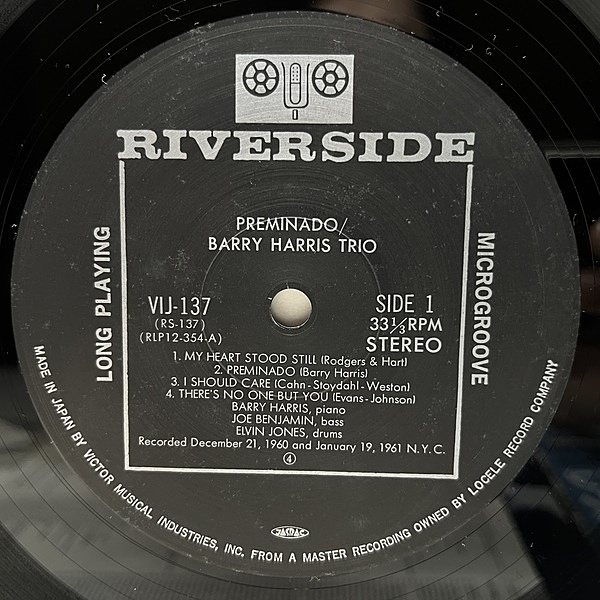 RIVERSIDE
PREMINADO/
BARRY HARRIS TRIO
LONG PLAYING
MICROGROOVE
VIJ-137
(RS-137)
(RLP12-354-A)
SIDE 1
33⅓RPM
STEREO
1. MY HEART STOOD STILL (Rodgers & Hart)
2. PREMINADO (Barry Harris)
3. I SHOULD CARE (Cahn-Stoydahl-Weston)
4. THERE'S NO ONE BUT YOU (Evans-Johnson)
BARRY HARRIS, piano
JOE BENJAMIN, bass
ELVIN JONES, drums
Recorded December 21, 1960 and January 19, 1961 N.Y.C.
④
JASRAC
MADE IN JAPAN BY VICTOR MUSICAL INDUSTRIES, INC. FROM A MASTER RECORDING OWNED BY LOCELE RECORD COMPANY